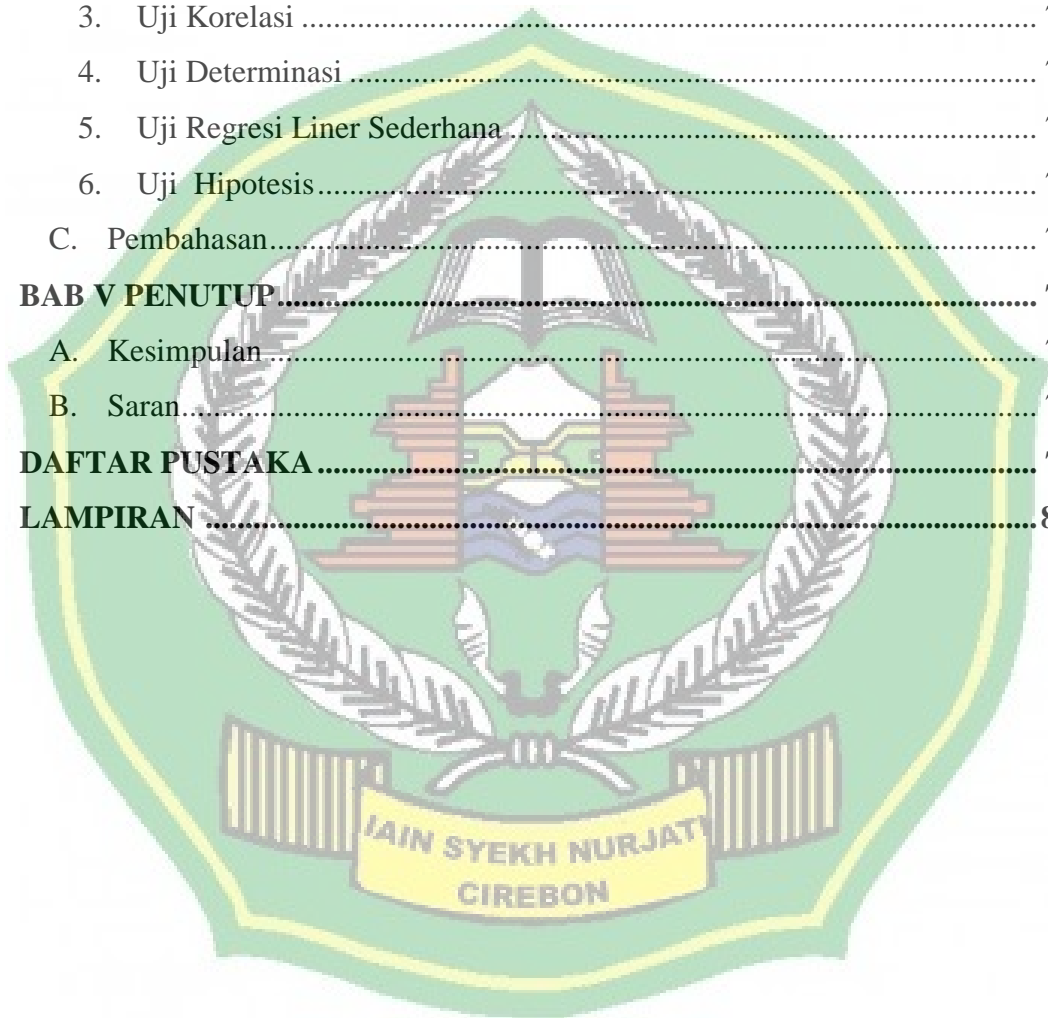 3. Uji Korelasi ....................................................................................
4. Uji Determinasi ..............................................................................
5. Uji Regresi Liner Sederhana ...........................................................
6. Uji  Hipotesis..................................................................................
C. Pembahasan........................................................................................
BAB V PENUTUP....................................................................................
A. Kesimpulan ........................................................................................
B. Saran..................................................................................................
DAFTAR PUSTAKA ...............................................................................
LAMPIRAN .............................................................................................8
IAIN SYEKH NURJATI
CIREBON